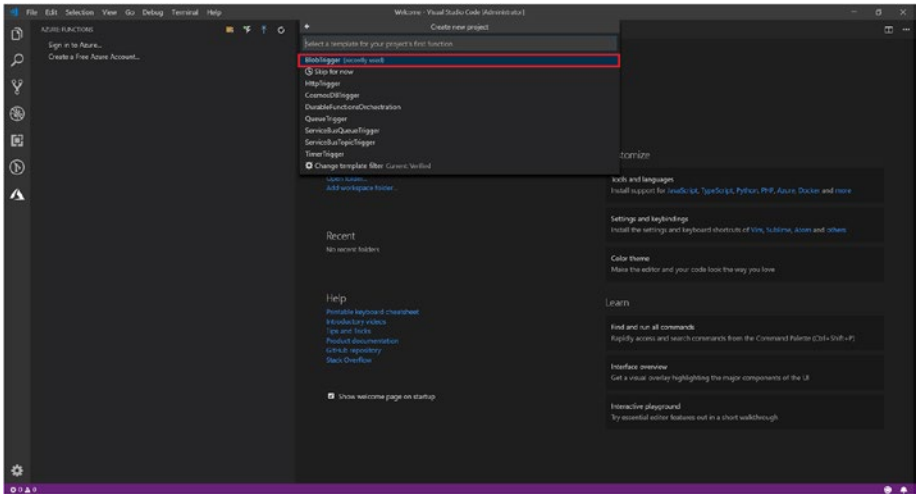 File Edit Selection View Go Debug Terminal Help
Welcome - Visual Studio Code [Administrator]
AZURE: FUNCTIONS
Sign in to Azure...
Create a Free Azure Account...
Create new project
Select a template for your project's first function
BlobTrigger (recently used)
Skip for now
HttpTrigger
CosmosDBTrigger
DurableFunctionsOrchestration
QueueTrigger
ServiceBusQueueTrigger
ServiceBusTopicTrigger
TimerTrigger
Change template filter Current: Verified
Open folder...
Add workspace folder...
Recent
No recent folders
Help
Printable keyboard cheatsheet
Introductory videos
Tips and Tricks
Product documentation
GitHub repository
Stack Overflow
Show welcome page on startup
ustomize
Tools and languages
Install support for JavaScript, TypeScript, Python, PHP, Azure, Docker and more
Settings and keybindings
Install the settings and keyboard shortcuts of Vim, Sublime, Atom and others
Color theme
Make the editor and your code look the way you love
Learn
Find and run all commands
Rapidly access and search commands from the Command Palette (Ctrl+Shift+P)
Interface overview
Get a visual overlay highlighting the major components of the UI
Interactive playground
Try essential editor features out in a short walkthrough
0 0